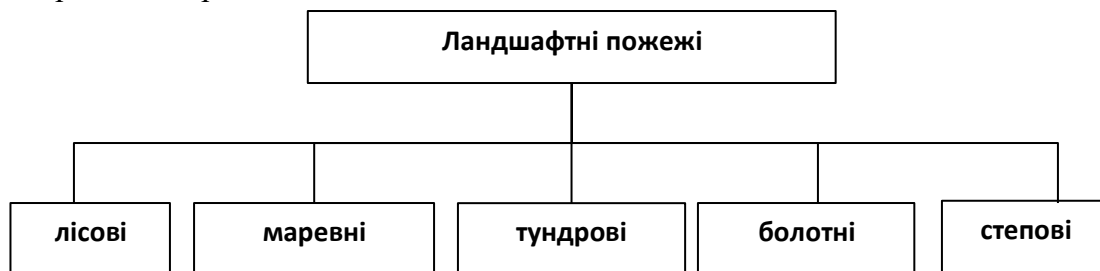 Ландшафтні пожежі
лісові
маревні
тундрові
болотні
степові